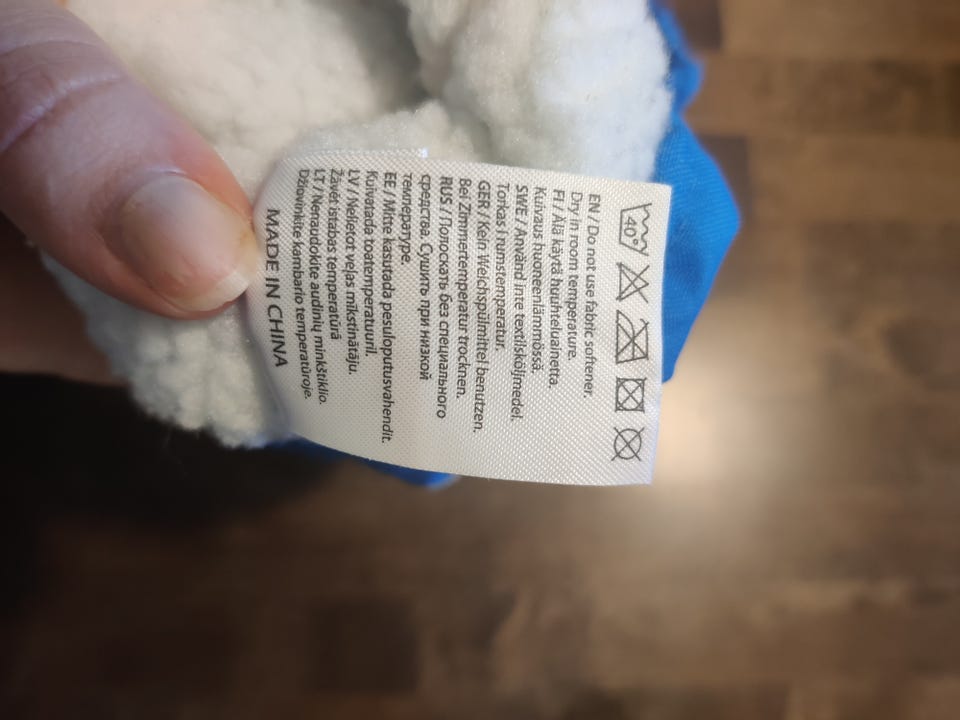 40°
EN / Do not use fabric softener.
Dry in room temperature.
FI / Älä käytä huuhteluainetta.
Kuivaus huoneenlämmössä.
SWE / Använd inte textilsköljmedel.
Torkas i rumstemperatur.
GER / Kein Weichspülmittel benutzen.
Bei Zimmertemperatur trocknen.
RUS / Полоскать без специального
средства. Сушить при низкой
температуре.
EE / Mitte kasutada pesuloputusvahendit.
Kuivatada toatemperatuuril.
LV / Nelietot veļas mīkstinātāju.
Žāvēt istabas temperatūrā
LT / Nenaudokite audinių minkštiklio.
Džiovinkite kambario temperatūroje.
MADE IN CHINA